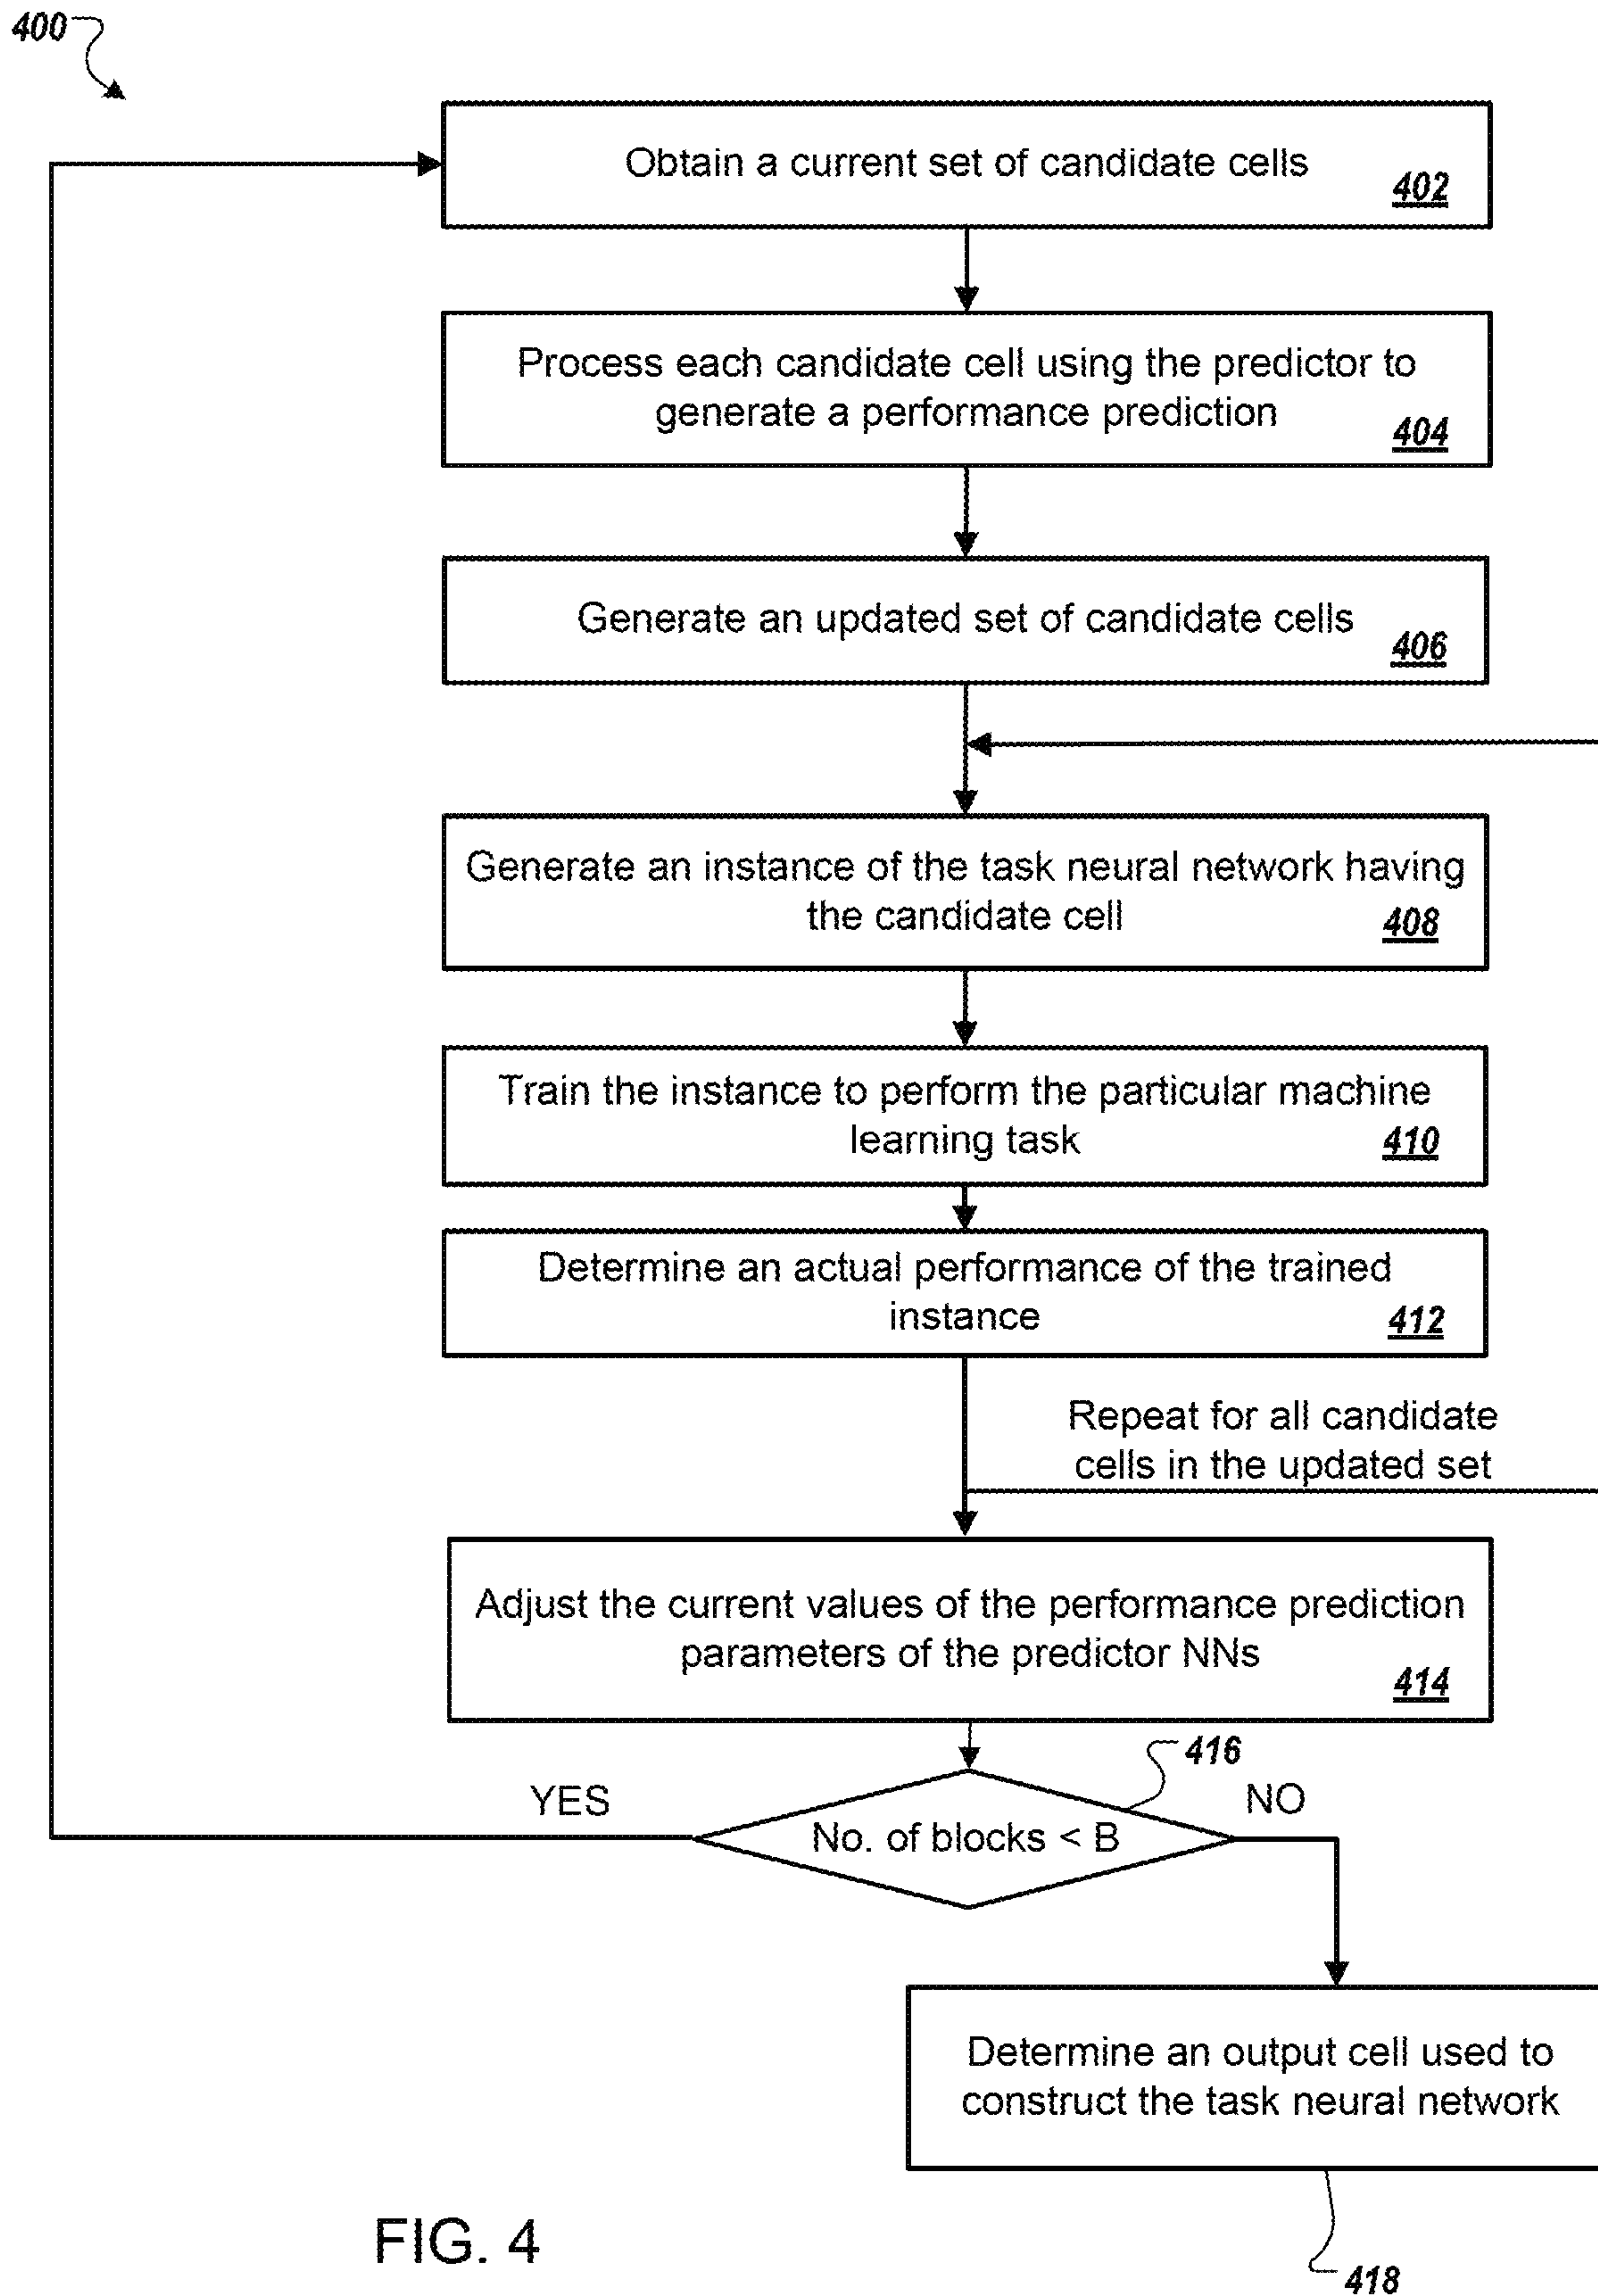 400
Obtain a current set of candidate cells
402
Process each candidate cell using the predictor to
generate a performance prediction
404
Generate an updated set of candidate cells
406
Generate an instance of the task neural network having
the candidate cell
408
Train the instance to perform the particular machine
learning task
410
Determine an actual performance of the trained
instance
412
Repeat for all candidate
cells in the updated set
Adjust the current values of the performance prediction
parameters of the predictor NNs
414
416
YES
NO
No. of blocks < B
Determine an output cell used to
construct the task neural network
FIG. 4
418